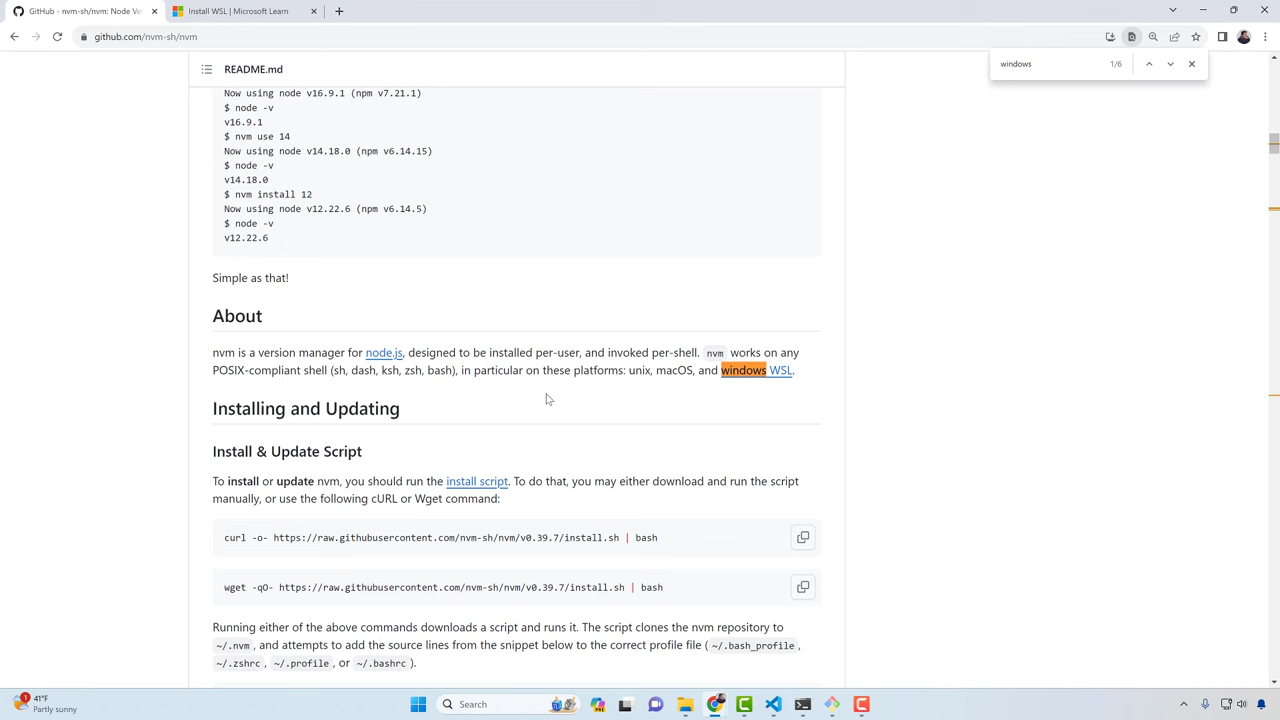 GitHub - nvm-sh/nvm: Node Ve
Install WSL | Microsoft Learn
github.com/nvm-sh/nvm
windows
1/6
README.md
Now using node v16.9.1 (npm v7.21.1)
$ node -v
v16.9.1
$ nvm use 14
Now using node v14.18.0 (npm v6.14.15)
$ node -v
v14.18.0
$ nvm install 12
Now using node v12.22.6 (npm v6.14.5)
$ node -v
v12.22.6
Simple as that!
About
nvm is a version manager for node.js, designed to be installed per-user, and invoked per-shell. nvm works on any
POSIX-compliant shell (sh, dash, ksh, zsh, bash), in particular on these platforms: unix, macOS, and windows WSL.
Installing and Updating
Install & Update Script
To install or update nvm, you should run the install script. To do that, you may either download and run the script
manually, or use the following cURL or Wget command:
curl -o- https://raw.githubusercontent.com/nvm-sh/nvm/v0.39.7/install.sh | bash
wget -qO- https://raw.githubusercontent.com/nvm-sh/nvm/v0.39.7/install.sh | bash
Running either of the above commands downloads a script and runs it. The script clones the nvm repository to
~/.nvm, and attempts to add the source lines from the snippet below to the correct profile file (~/.bash_profile,
~/.zshrc, ~/.profile, or ~/.bashrc).
1
41°F
Partly sunny
Search